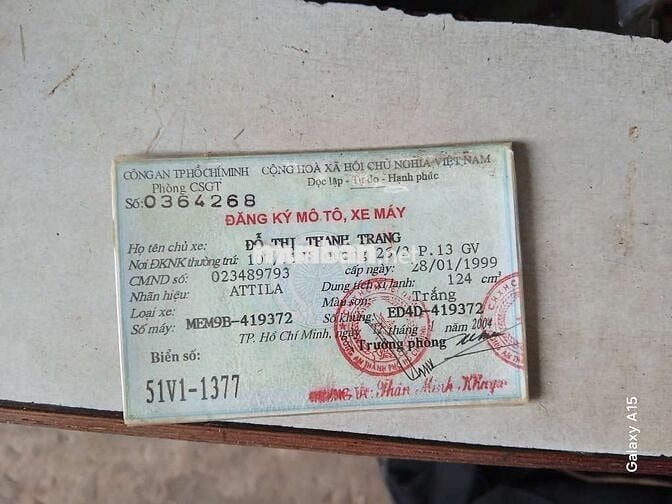 CÔNG AN TP HỒ CHÍ MINH CỘNG HOÀ XÃ HỘI CHỦ NGHĨA VIỆT NAM
Phòng CSGT Độc lập - Tự do - Hạnh phúc
Số: 0364268
ĐĂNG KÝ MÔ TÔ, XE MÁY
Họ tên chủ xe: ĐỖ THỊ THANH TRANG
Nơi ĐKNK thường trú: P.13 GV
CMND số: 023489793 cấp ngày: 28/01/1999
Nhãn hiệu: ATTILA Dung tích xi lanh: 124 cm³
Loại xe: Màu sơn: Trắng
Số máy: MEM9B-419372 Số khung: ED4D-419372
TP. Hồ Chí Minh, ngày tháng năm 2004
Biển số: Trưởng phòng
51V1-1377
Galaxy A15